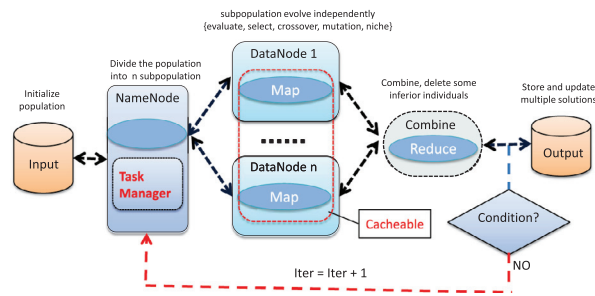 subpopulation evolve independently
{evaluate, select, crossover, mutation, niche}
Divide the population
into n subpopulation
Initialize
population
Input
NameNode
Task
Manager
DataNode 1
Map
......
DataNode n
Map
Cacheable
Combine, delete some
inferior individuals
Combine
Reduce
Store and update
multiple solutions
Output
Condition?
NO
Iter = Iter + 1